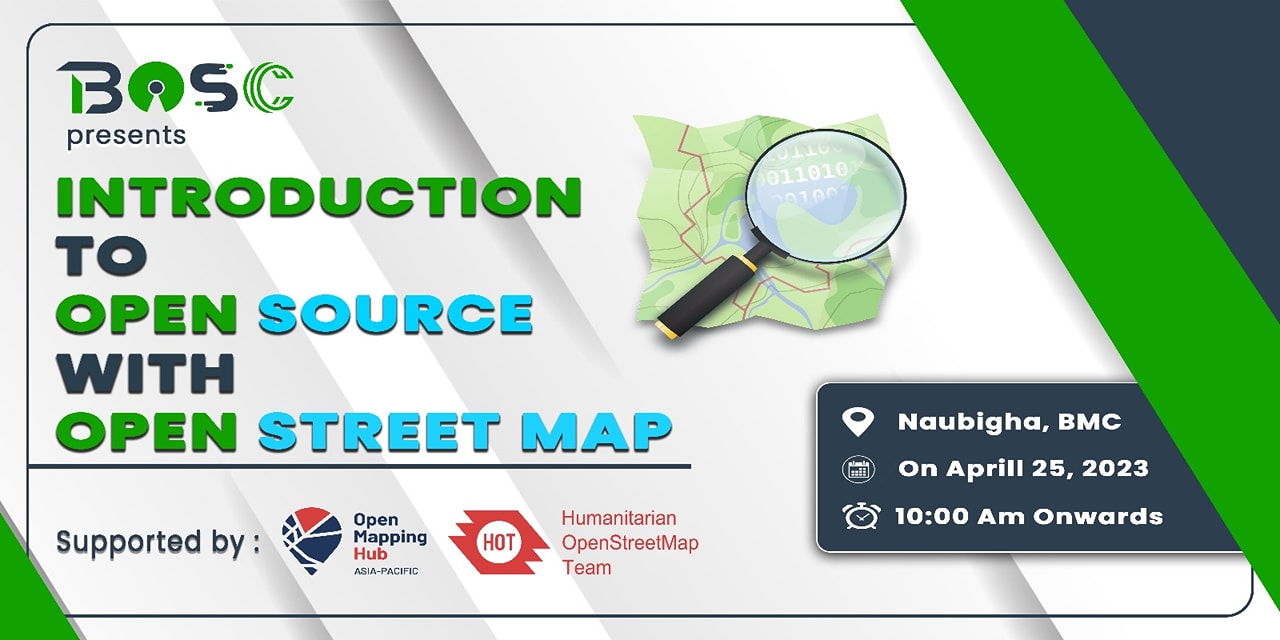 BOSC
presents
INTRODUCTION
TO
OPEN SOURCE
WITH
OPEN STREET MAP
Supported by :
Open
Mapping
Hub
ASIA-PACIFIC
HOT
Humanitarian
OpenStreetMap
Team
Naubigha, BMC
On Aprill 25, 2023
10:00 Am Onwards